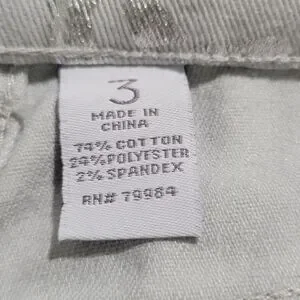 3
MADE IN
CHINA
74% COTTON
24% POLYESTER
2% SPANDEX
RN# 79984